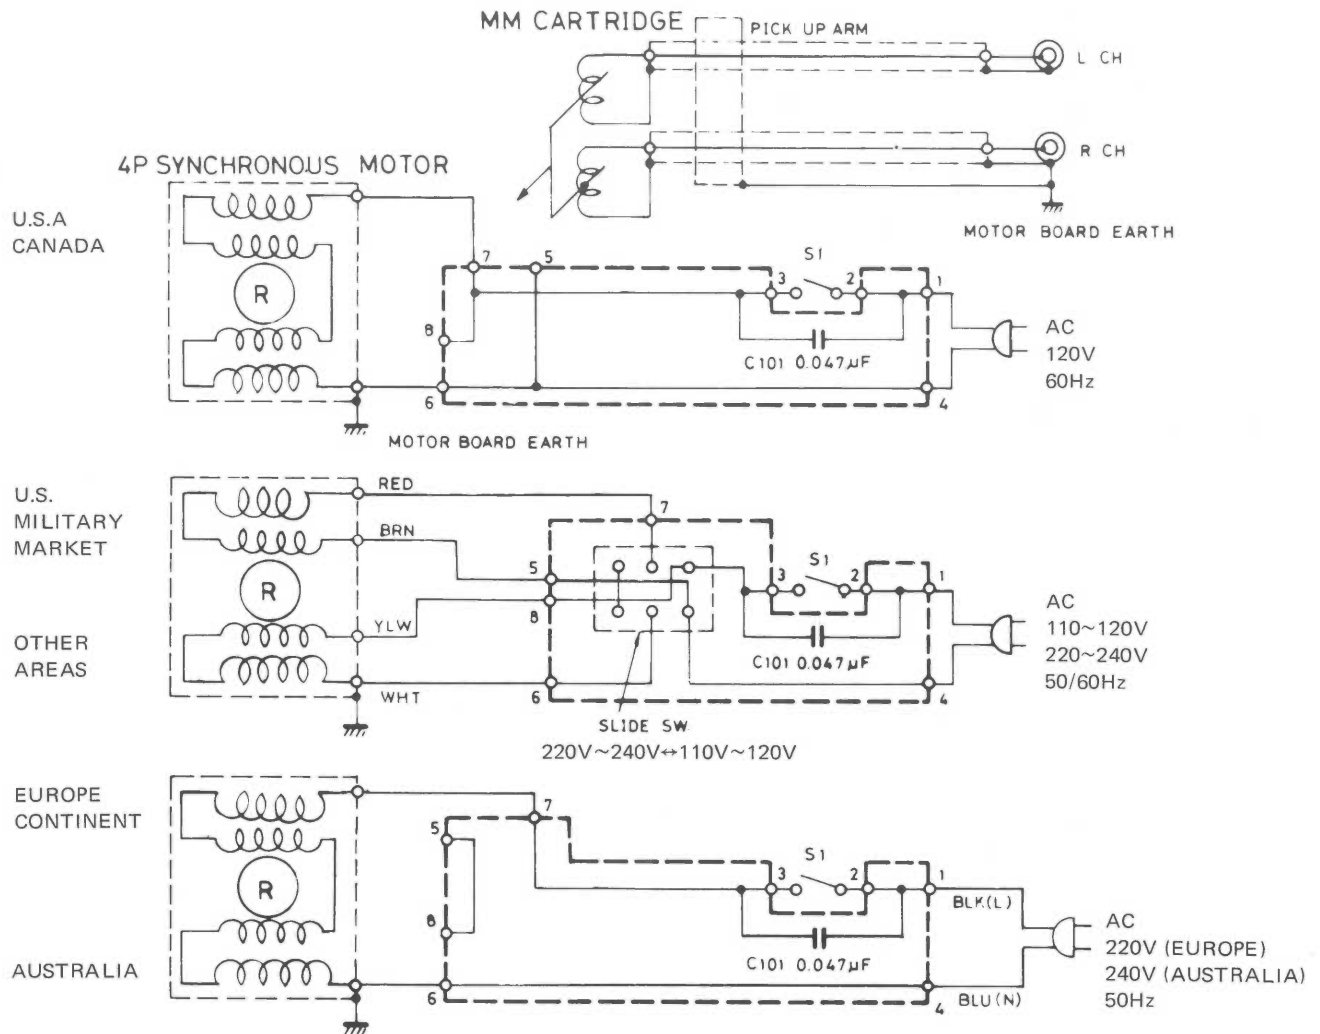 MM CARTRIDGE
PICK UP ARM
L CH
R CH
MOTOR BOARD EARTH
4P SYNCHRONOUS MOTOR
U.S.A
CANADA
R
7
5
8
6
3
S1
2
1
4
C101 0.047µF
AC
120V
60Hz
MOTOR BOARD EARTH
U.S.
MILITARY
MARKET
OTHER
AREAS
R
RED
BRN
YLW
WHT
7
5
8
6
3
S1
2
1
4
C101 0.047µF
AC
110~120V
220~240V
50/60Hz
SLIDE SW.
220V~240V↔110V~120V
EUROPE
CONTINENT
AUSTRALIA
R
7
5
8
6
3
S1
2
1
4
C101 0.047µF
BLK(L)
BLU(N)
AC
220V (EUROPE)
240V (AUSTRALIA)
50Hz